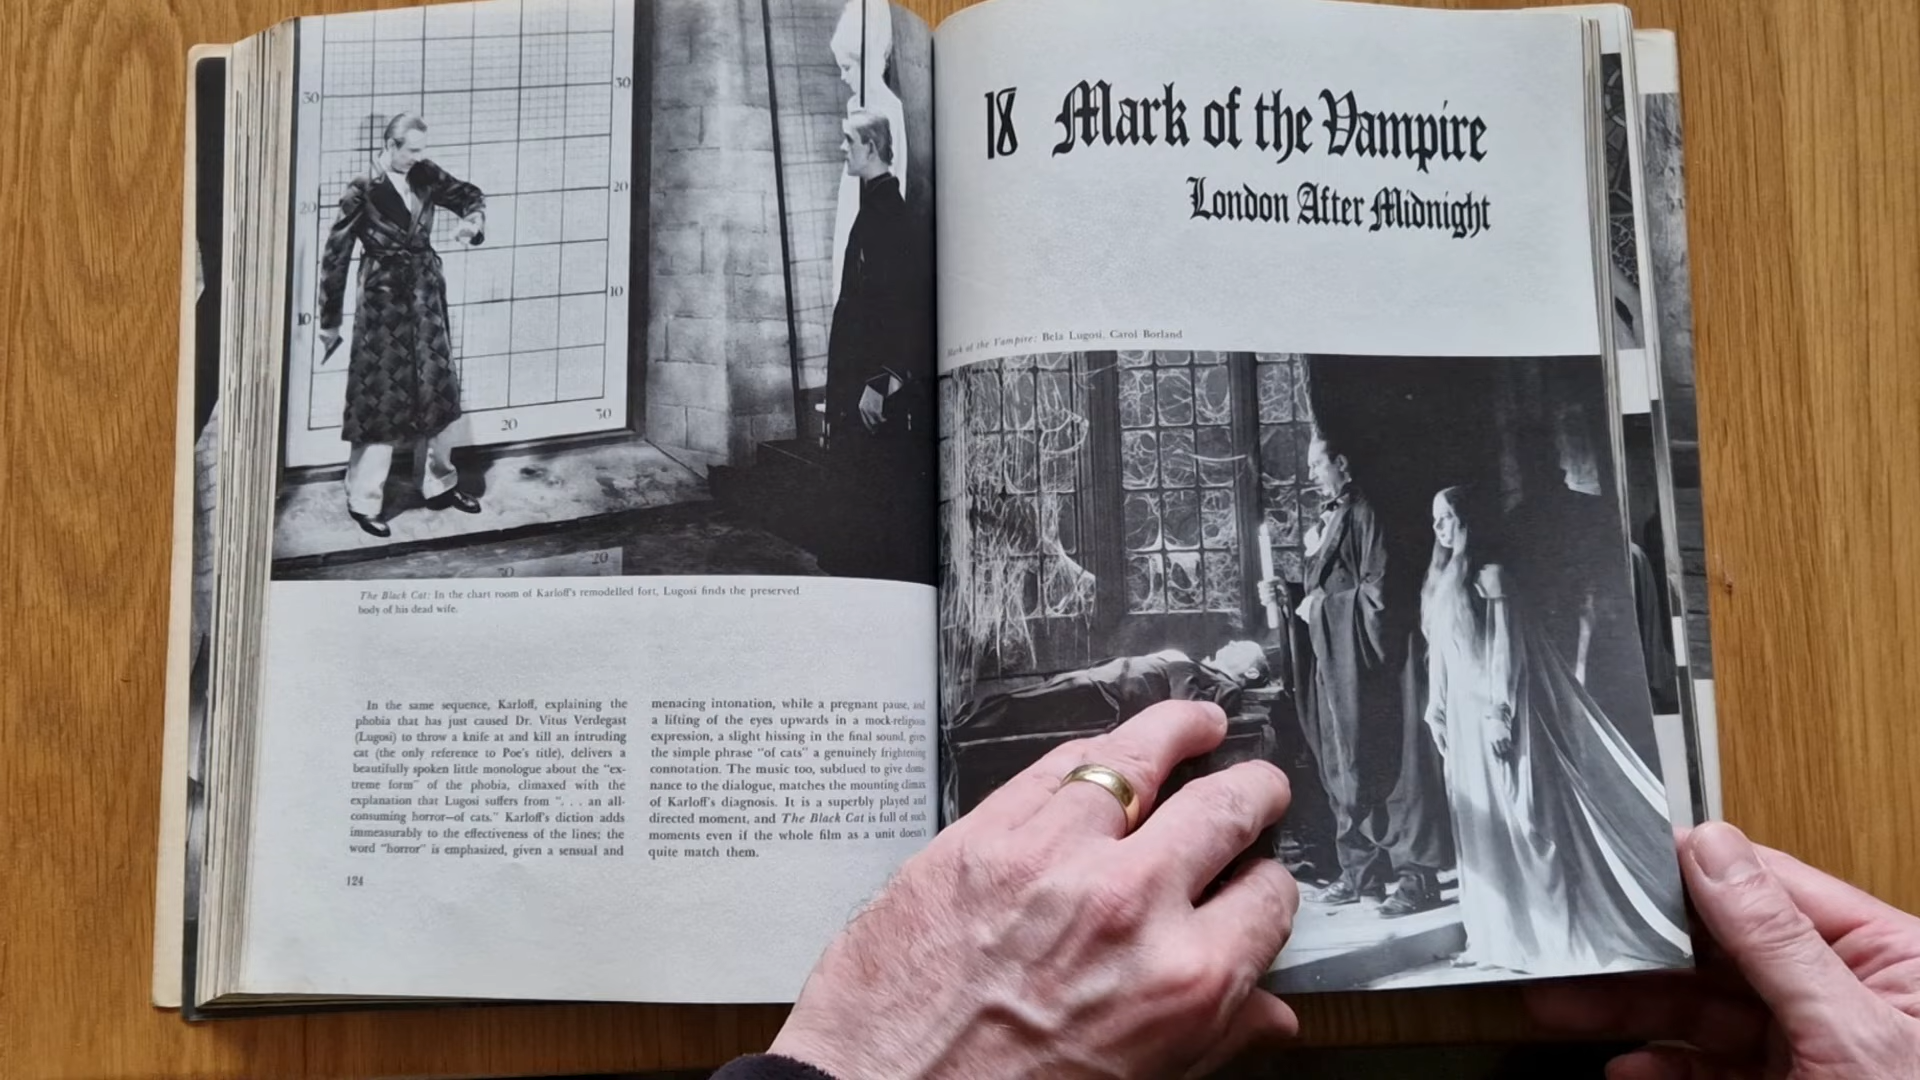 30
30
20
20
10
10
20
30
20
30
The Black Cat: In the chart room of Karloff's remodelled fort, Lugosi finds the preserved
body of his dead wife.
In the same sequence, Karloff, explaining the
phobia that has just caused Dr. Vitus Verdegast
(Lugosi) to throw a knife at and kill an intruding
cat (the only reference to Poe's title), delivers a
beautifully spoken little monologue about the "ex-
treme form" of the phobia, climaxed with the
explanation that Lugosi suffers from ". . . an all-
consuming horror—of cats." Karloff's diction adds
immeasurably to the effectiveness of the lines; the
word "horror" is emphasized, given a sensual and
menacing intonation, while a pregnant pause, and
a lifting of the eyes upwards in a mock-religious
expression, a slight hissing in the final sound, gives
the simple phrase "of cats" a genuinely frightening
connotation. The music too, subdued to give domi-
nance to the dialogue, matches the mounting climax
of Karloff's diagnosis. It is a superbly played and
directed moment, and The Black Cat is full of such
moments even if the whole film as a unit doesn't
quite match them.
124
18 Mark of the Vampire
London After Midnight
Mark of the Vampire: Bela Lugosi, Carol Borland